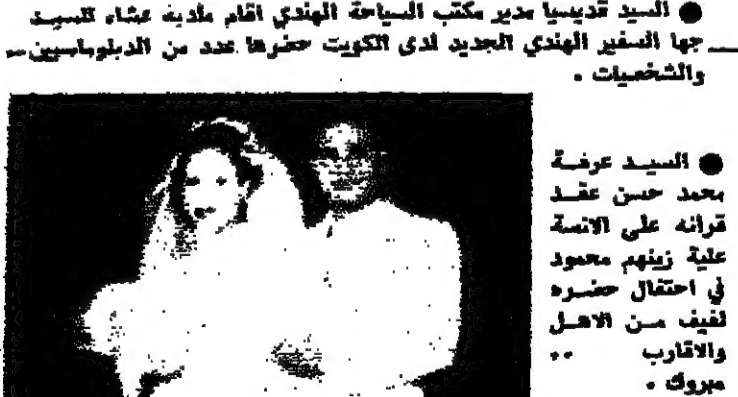 ● السيد قديسيا مدير مكتب السياحة الهندي اقام مأدبة عشاء للسيد
جها السفير الهندي الجديد لدى الكويت حضرها عدد من الدبلوماسيين
والشخصيات .
● السيد عرفة
محمد حسن عقد
قرانه على الانسة
علية زينهم محمود
في احتفال حضره
لفيف من الاهل
والاقارب ..
مبروك .